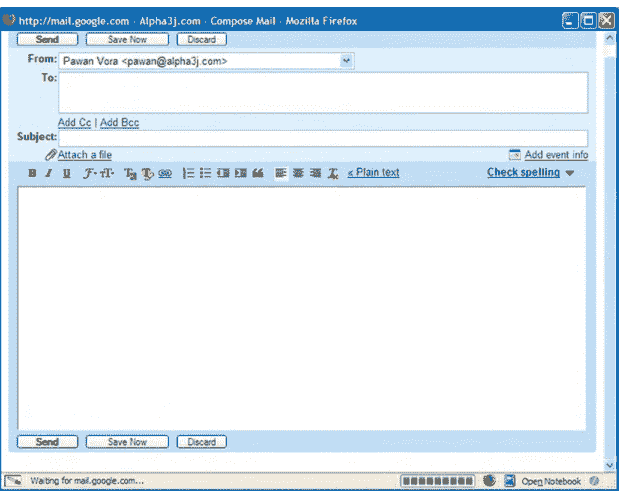 http://mail.google.com - Alpha3j.com - Compose Mail - Mozilla Firefox
Send Save Now Discard
From: Pawan Vora <pawan@alpha3j.com>
To:
Add Cc | Add Bcc
Subject:
Attach a file Add event info
B I U « Plain text Check spelling
Send Save Now Discard
Waiting for mail.google.com... Open Notebook